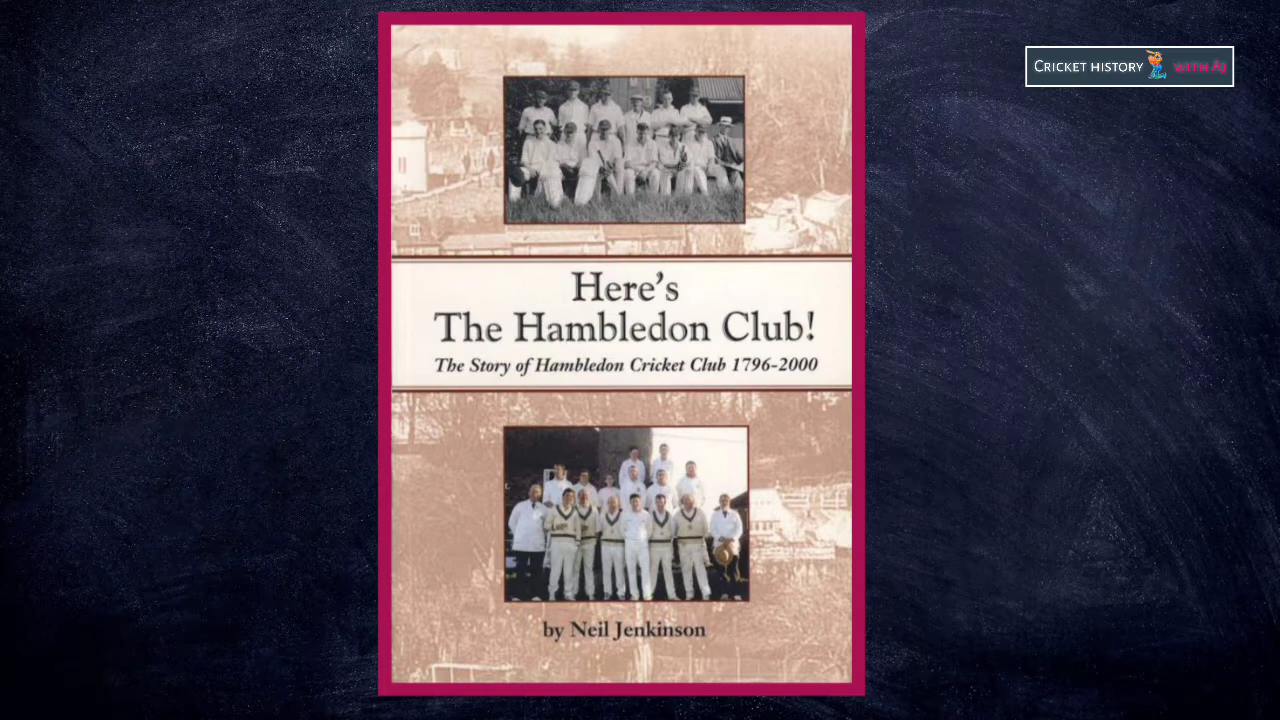 CRICKET HISTORY WITH AJ
Here's
The Hambledon Club!
The Story of Hambledon Cricket Club 1796-2000
by Neil Jenkinson